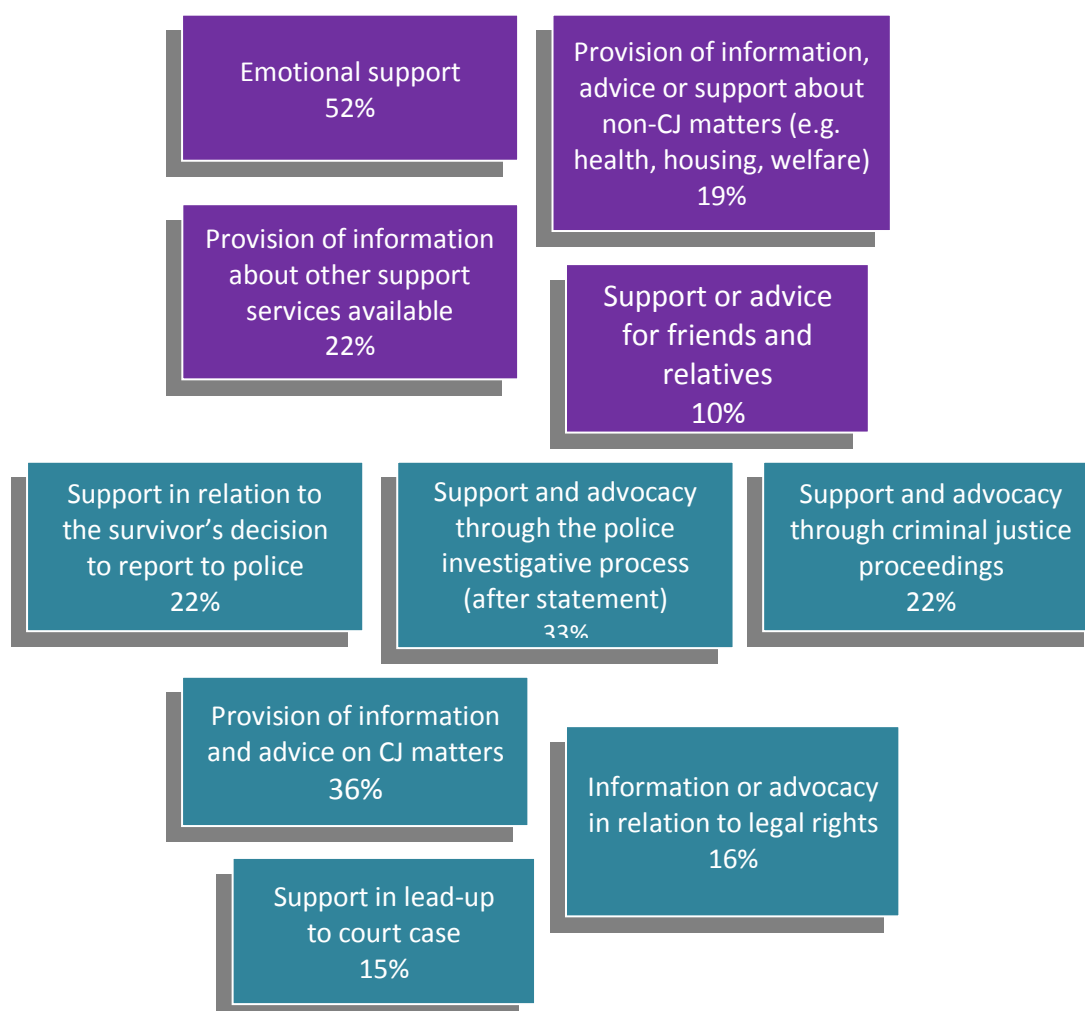 Emotional support
52%
Provision of information,
advice or support about
non-CJ matters (e.g.
health, housing, welfare)
19%
Provision of information
about other support
services available
22%
Support or advice
for friends and
relatives
10%
Support in relation to
the survivor’s decision
to report to police
22%
Support and advocacy
through the police
investigative process
(after statement)
33%
Support and advocacy
through criminal justice
proceedings
22%
Provision of information
and advice on CJ matters
36%
Information or advocacy
in relation to legal rights
16%
Support in lead-up
to court case
15%